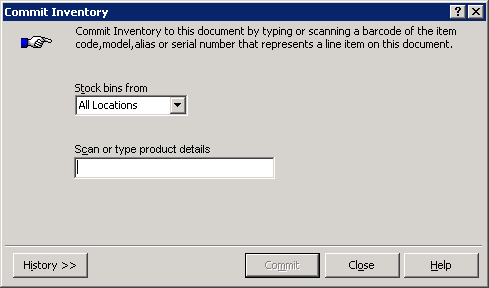 Commit Inventory
Commit Inventory to this document by typing or scanning a barcode of the item
code,model,alias or serial number that represents a line item on this document.
Stock bins from
All Locations
Scan or type product details
History >>
Commit
Close
Help